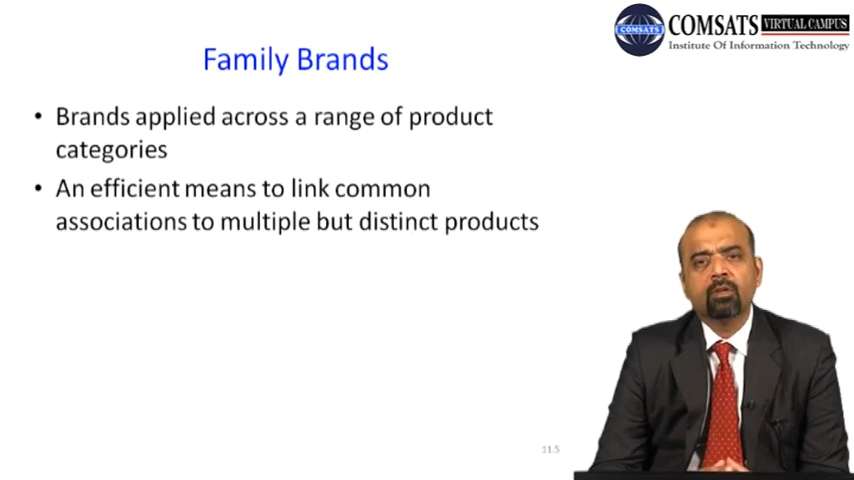 COMSATS VIRTUAL CAMPUS
COMSATS
Institute Of Information Technology
Family Brands
• Brands applied across a range of product
categories
• An efficient means to link common
associations to multiple but distinct products
11.5